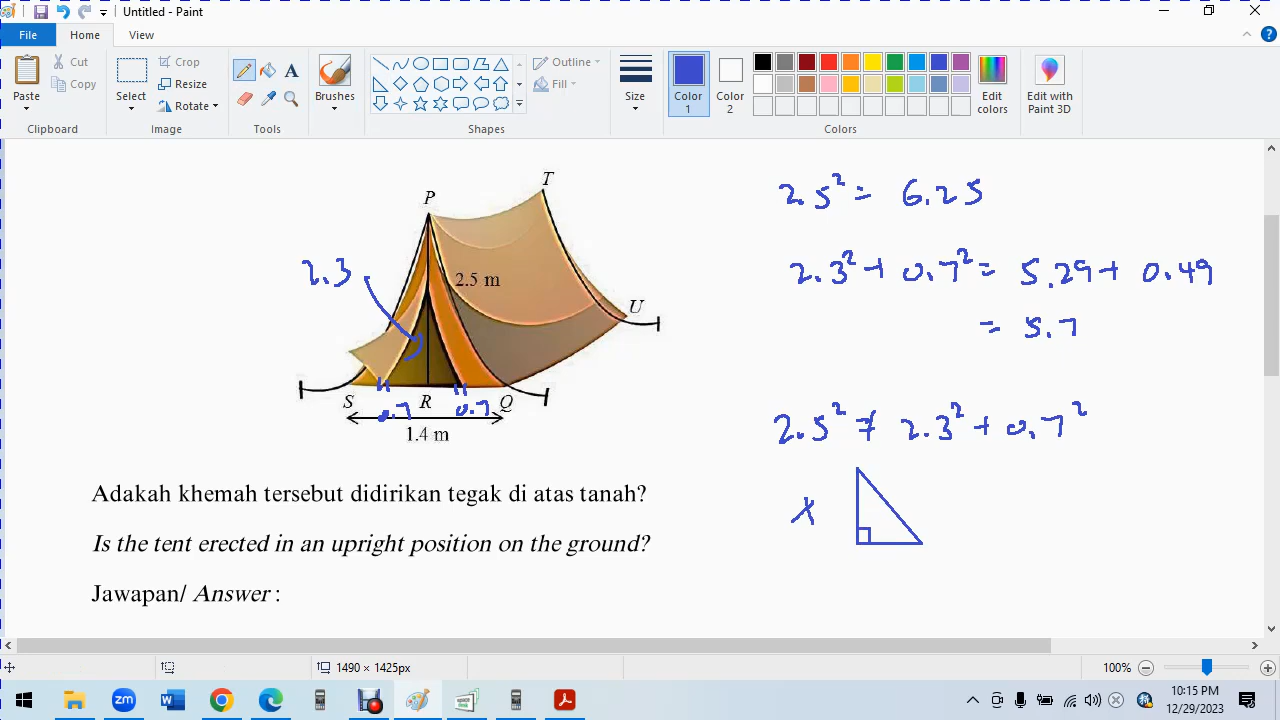 Untitled - Paint
File Home View
Paste Cut Copy Clipboard
Select Crop Resize Rotate Image
Tools
Brushes
Outline Fill Shapes
Size
Color 1 Color 2
Edit colors Colors
Edit with Paint 3D
T
P
2.3
2.5 m
U
S R Q
0.7 0.7
1.4 m
2.5² = 6.25
2.3² + 0.7² = 5.29 + 0.49
= 5.7
2.5² ≠ 2.3² + 0.7²
x
Adakah khemah tersebut didirikan tegak di atas tanah?
Is the tent erected in an upright position on the ground?
Jawapan/ Answer :
1490 × 1425px
100%
10:15 PM
12/29/2023